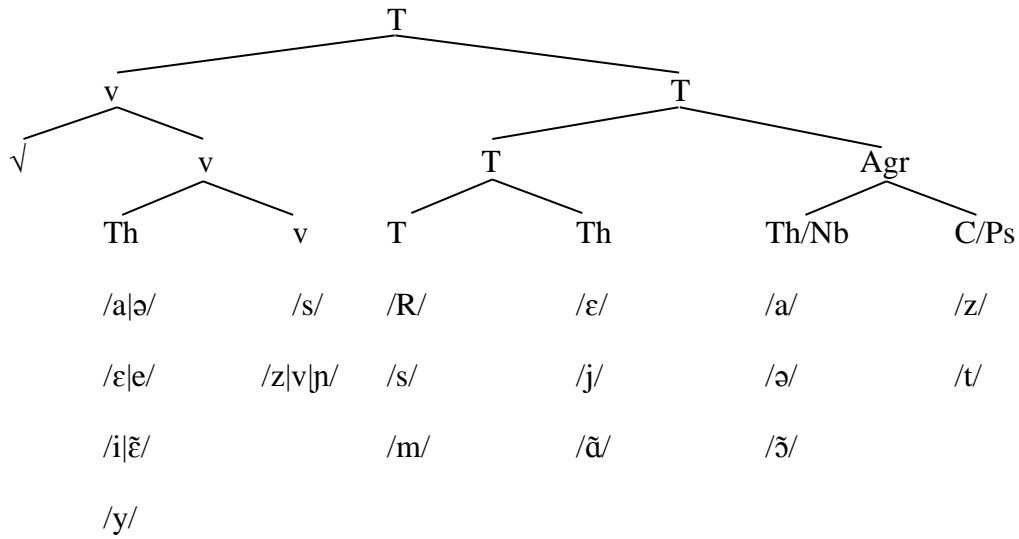 T
v T
√ v T Agr
Th v T Th Th/Nb C/Ps
/a|ə/ /s/ /R/ /ɛ/ /a/ /z/
/ɛ|e/ /z|v|ɲ/ /s/ /j/ /ə/ /t/
/i|ɛ̃/ /m/ /ɑ̃/ /ɔ̃/
/y/